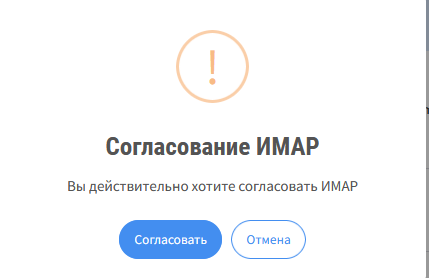 !
Согласование ИМАР
Вы действительно хотите согласовать ИМАР
Согласовать Отмена